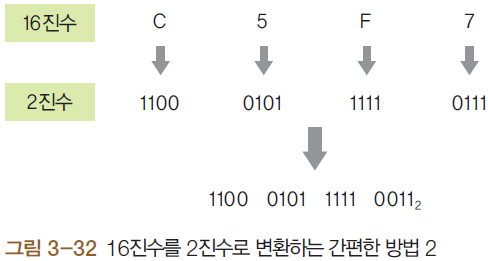 16진수 C 5 F 7
2진수 1100 0101 1111 0111
1100 0101 1111 0011₂
그림 3-32 16진수를 2진수로 변환하는 간편한 방법 2